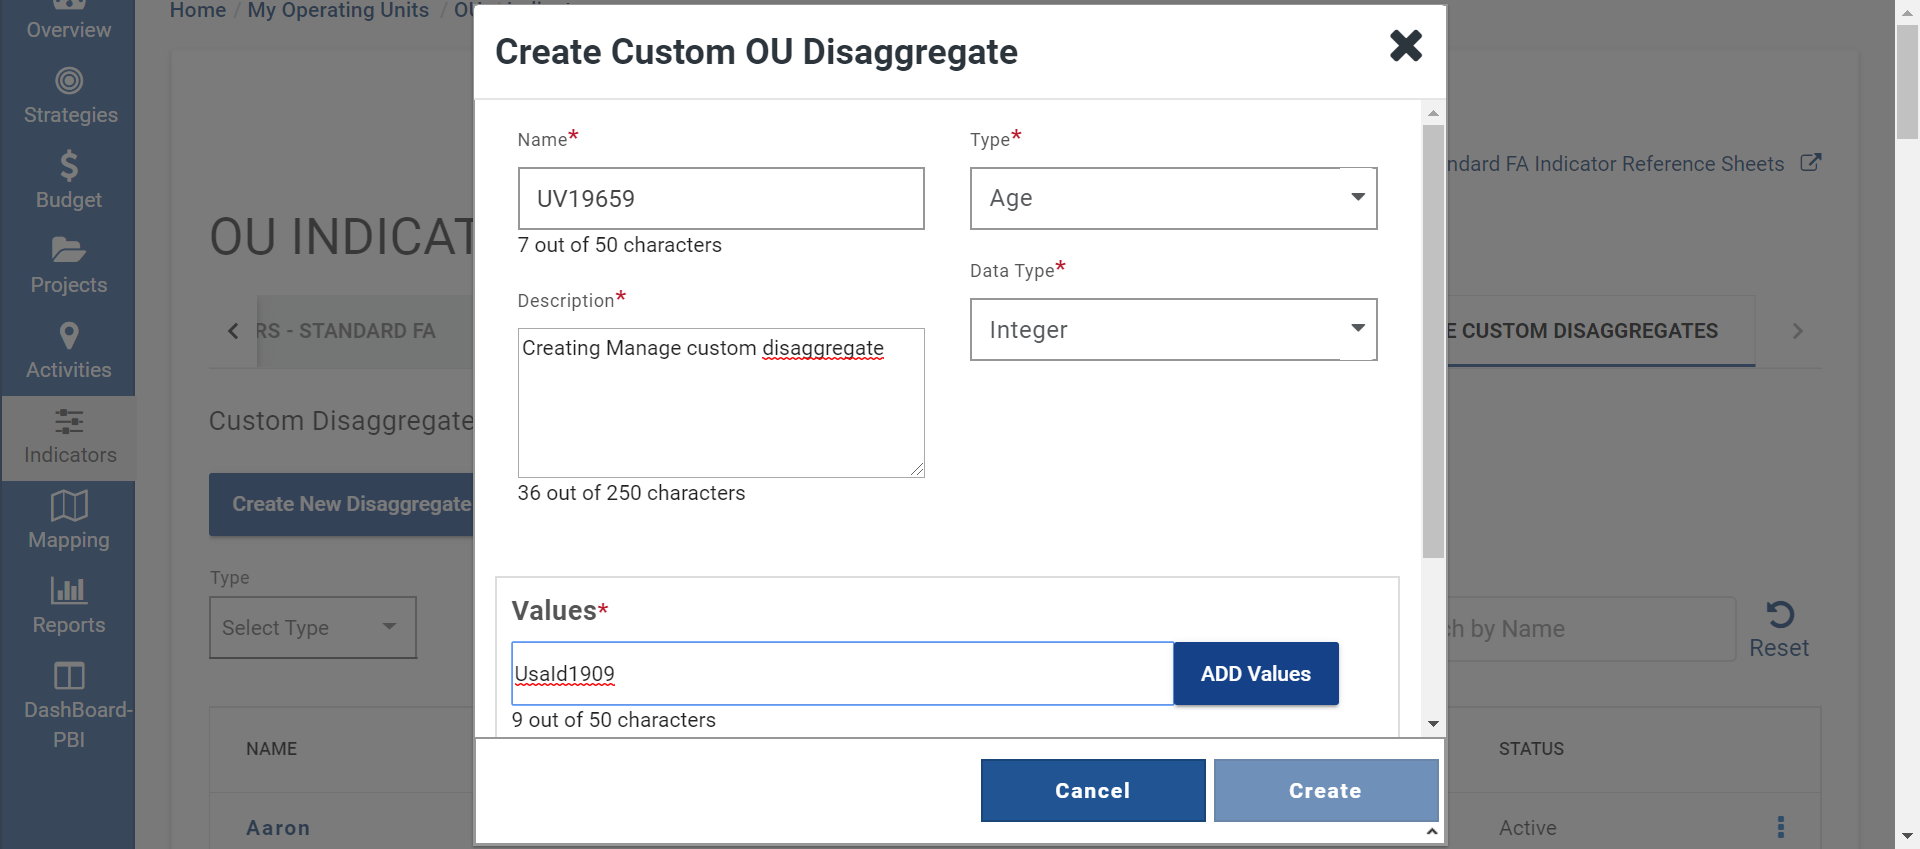 Overview
Strategies
Budget
Projects
Activities
Indicators
Mapping
Reports
DashBoard-
PBI
Home / My Operating Units /
OU INDICAT
RS - STANDARD FA
Custom Disaggregate
Create New Disaggregate
Type
Select Type
NAME
Aaron
Create Custom OU Disaggregate
Name*
UV19659
7 out of 50 characters
Type*
Age
Description*
Creating Manage custom disaggregate
36 out of 250 characters
Data Type*
Integer
Values*
UsaId1909
ADD Values
9 out of 50 characters
Cancel
Create
ndard FA Indicator Reference Sheets
E CUSTOM DISAGGREGATES
ch by Name
Reset
STATUS
Active